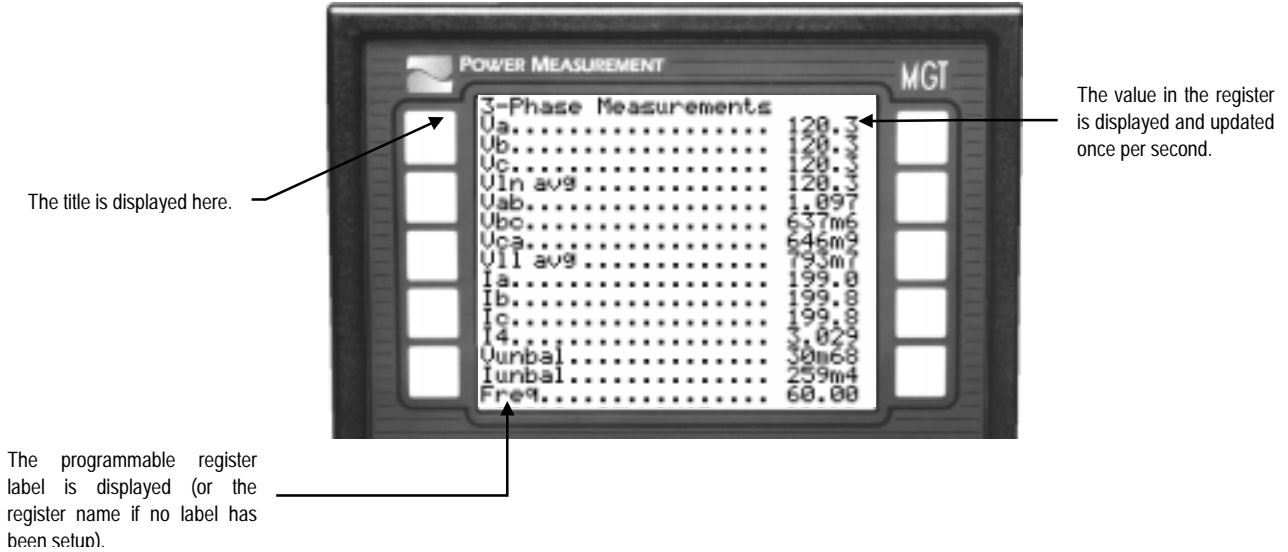 POWER MEASUREMENT
MGT
3-Phase Measurements
Va.................. 120.3
Vb.................. 120.3
Vc.................. 120.3
Vln avg ............. 120.3
Vab................. 1.097
Vbc................. 637m6
Vca................. 646m9
Vll avg ............. 793m7
Ia.................. 199.0
Ib.................. 199.8
Ic.................. 199.8
I4.................. 3.029
Vunbal.............. 30m68
Iunbal.............. 259m4
Freq................ 60.00
The value in the register
is displayed and updated
once per second.
The title is displayed here.
The programmable register
label is displayed (or the
register name if no label has
been setup).